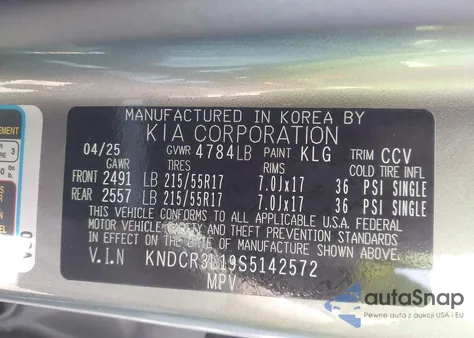 MANUFACTURED IN KOREA BY
KIA CORPORATION
04/25 GVWR 4784LB PAINT KLG TRIM CCV
GAWR TIRES RIMS COLD TIRE INFL
FRONT 2491 LB 215/55R17 7.0Jx17 36 PSI SINGLE
REAR 2557 LB 215/55R17 7.0Jx17 36 PSI SINGLE
THIS VEHICLE CONFORMS TO ALL APPLICABLE U.S.A. FEDERAL
MOTOR VEHICLE SAFETY AND THEFT PREVENTION STANDARDS
IN EFFECT ON THE DATE OF MANUFACTURE SHOWN ABOVE.
V.I.N KNDCR3L19S5142572
MPV
autoSnap
Pewne auta z USA i EU